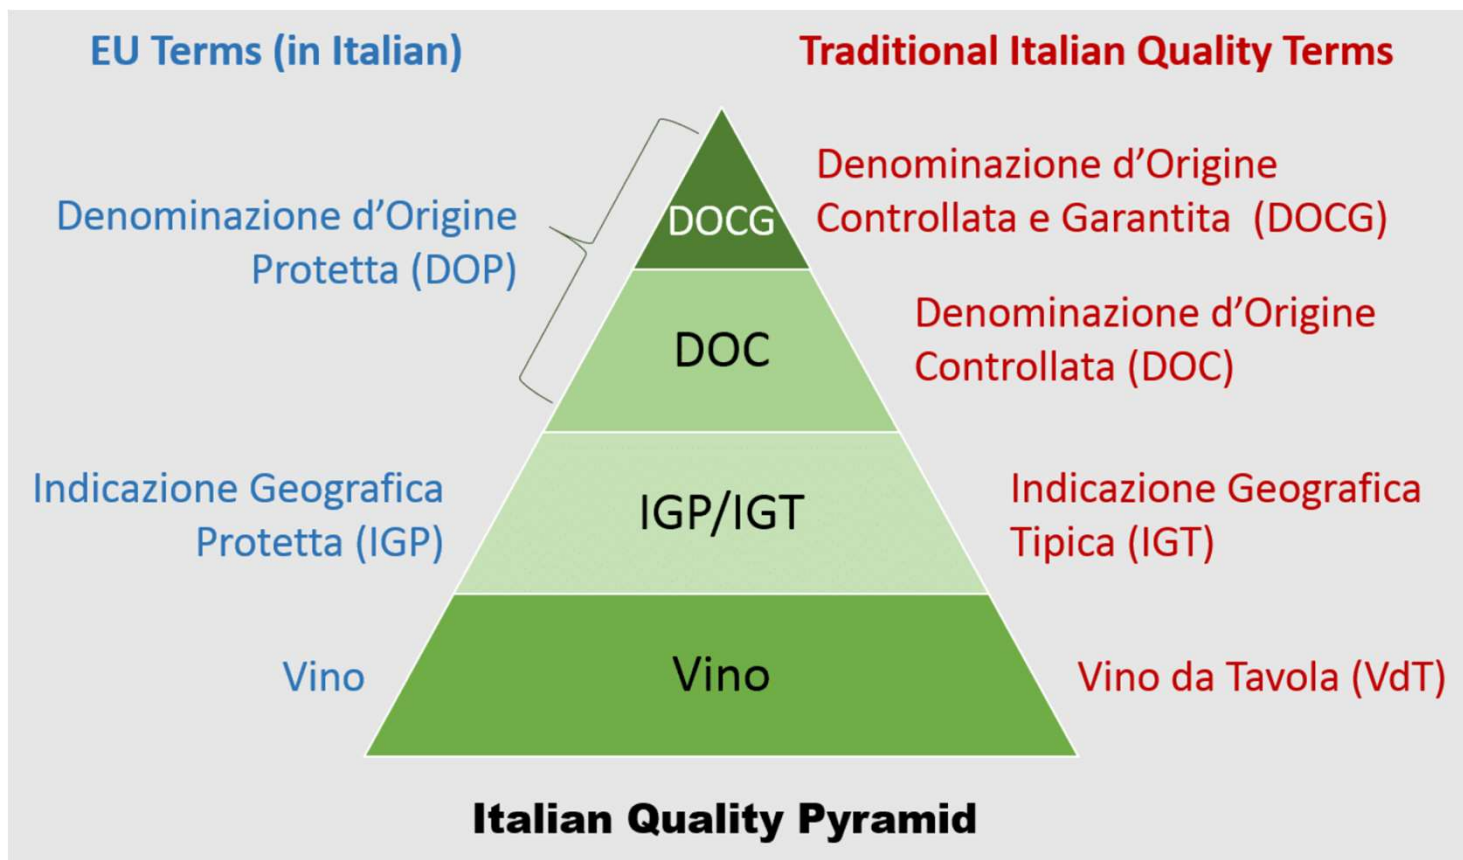 EU Terms (in Italian)
Traditional Italian Quality Terms
Denominazione d’Origine
Protetta (DOP)
DOCG
Denominazione d’Origine
Controllata e Garantita (DOCG)
DOC
Denominazione d’Origine
Controllata (DOC)
Indicazione Geografica
Protetta (IGP)
IGP/IGT
Indicazione Geografica
Tipica (IGT)
Vino
Vino
Vino da Tavola (VdT)
Italian Quality Pyramid